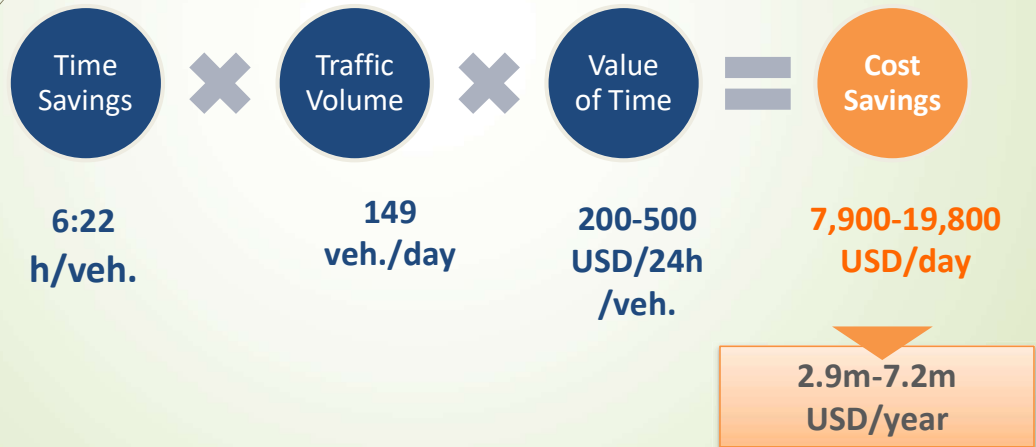 Time
Savings
Traffic
Volume
Value
of Time
Cost
Savings
6:22
h/veh.
149
veh./day
200-500
USD/24h
/veh.
7,900-19,800
USD/day
2.9m-7.2m
USD/year